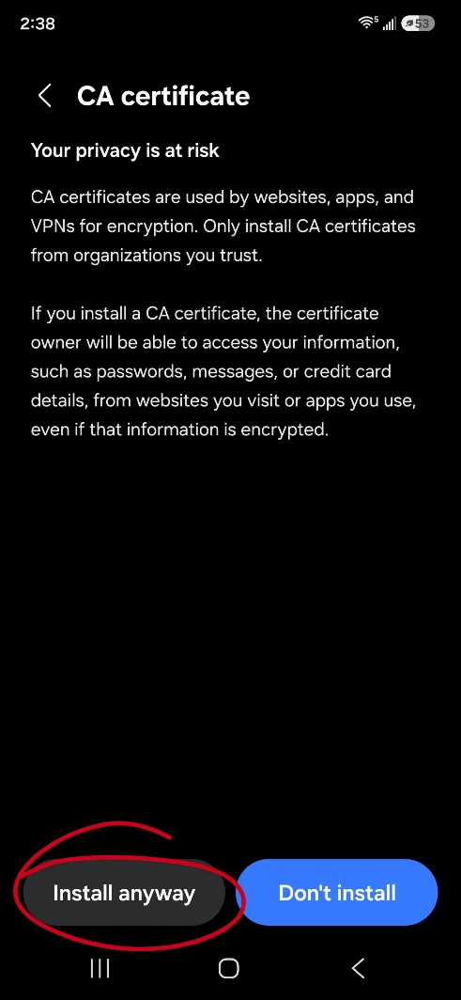 2:38
5
53
CA certificate
Your privacy is at risk
CA certificates are used by websites, apps, and
VPNs for encryption. Only install CA certificates
from organizations you trust.
If you install a CA certificate, the certificate
owner will be able to access your information,
such as passwords, messages, or credit card
details, from websites you visit or apps you use,
even if that information is encrypted.
Install anyway
Don't install